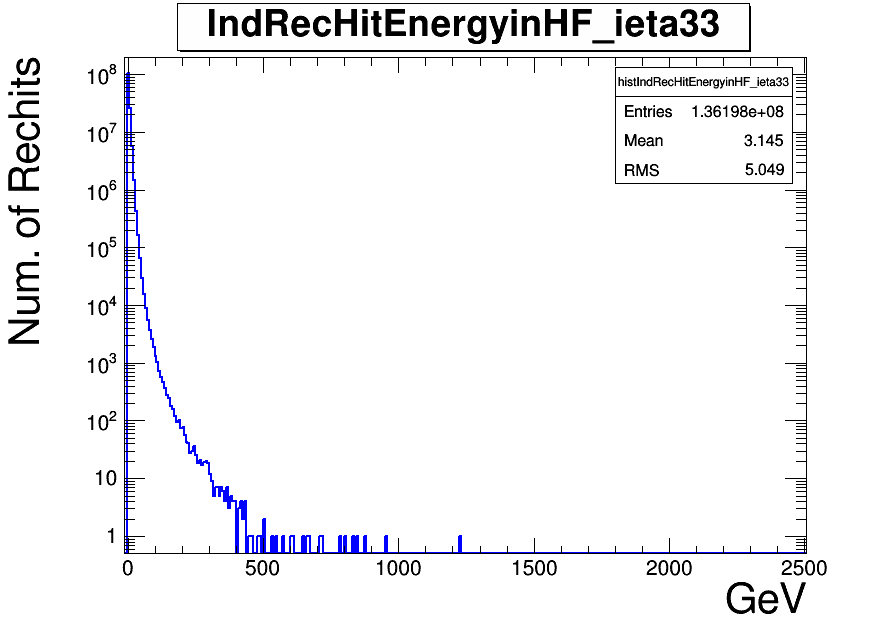 IndRecHitEnergyinHF_ieta33
histIndRecHitEnergyinHF_ieta33
Entries 1.36198e+08
Mean 3.145
RMS 5.049
Num. of Rechits
10^8
10^7
10^6
10^5
10^4
10^3
10^2
10
1
0 500 1000 1500 2000 2500
GeV